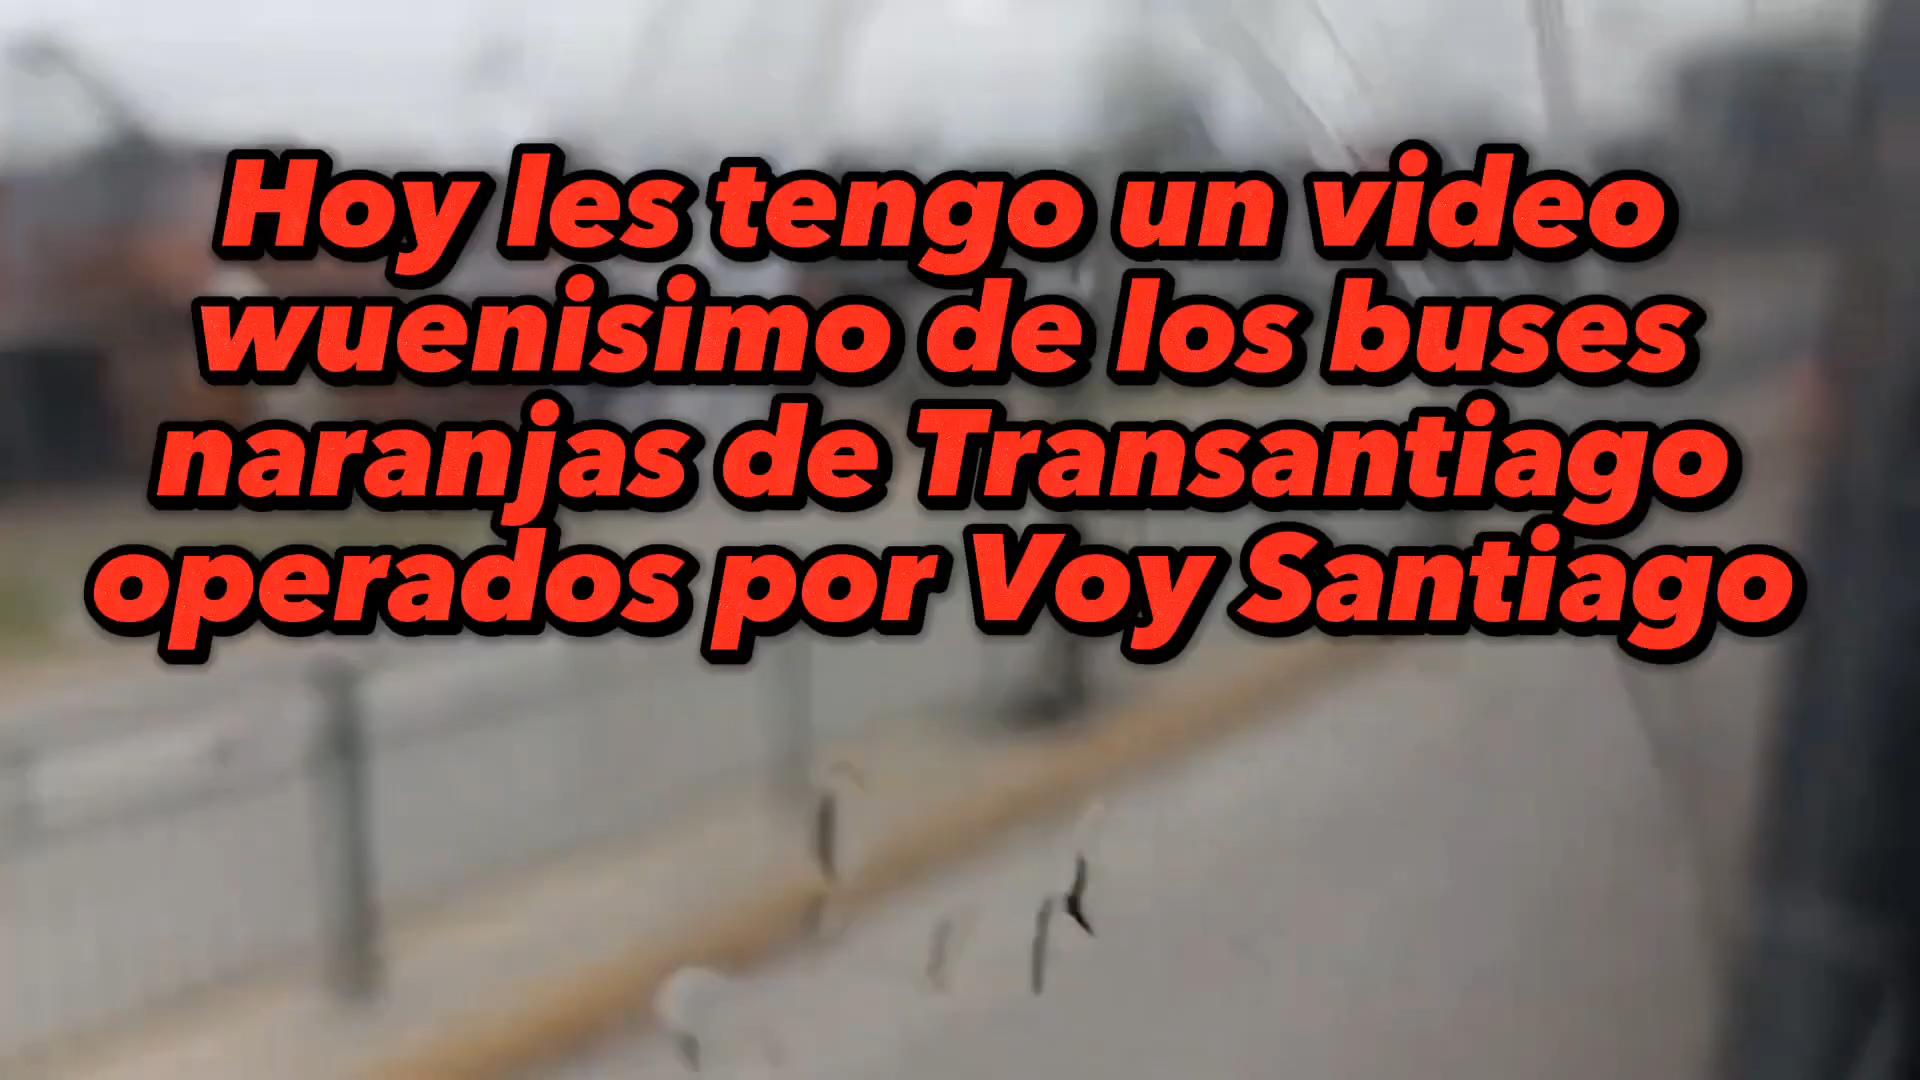 Hoy les tengo un video
wuenisimo de los buses
naranjas de Transantiago
operados por Voy Santiago